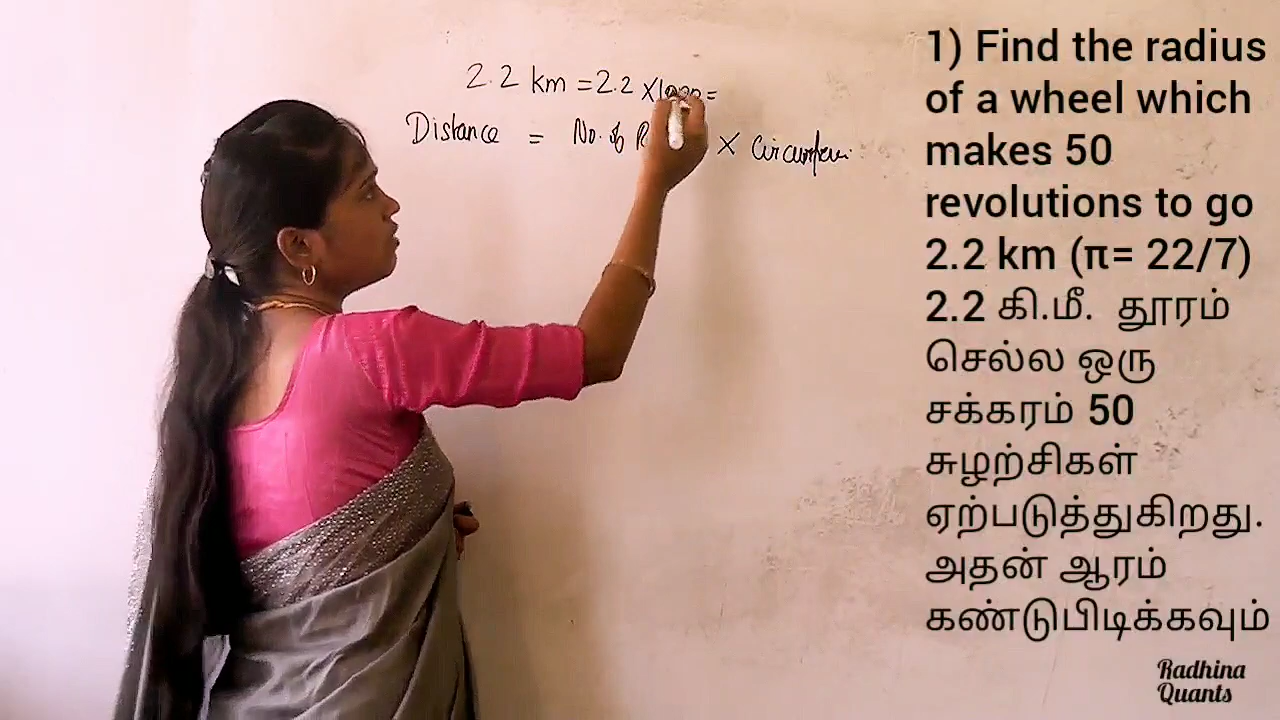 2.2 km = 2.2 x 1000 =
Distance = No. of R x Circumferen.
1) Find the radius
of a wheel which
makes 50
revolutions to go
2.2 km (π= 22/7)
2.2 கி.மீ. தூரம்
செல்ல ஒரு
சக்கரம் 50
சுழற்சிகள்
ஏற்படுத்துகிறது.
அதன் ஆரம்
கண்டுபிடிக்கவும்
Radhina
Quants